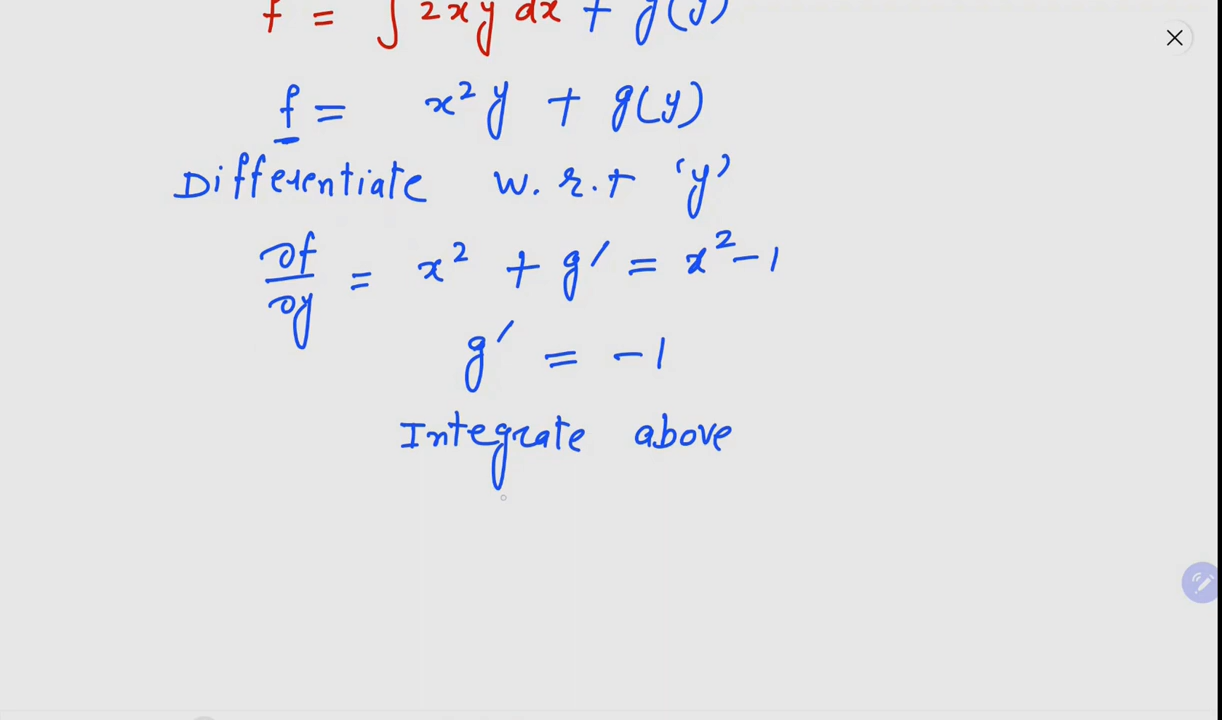 f = ∫ 2xy dx + g(y)
f = x²y + g(y)
Differentiate w.r.t 'y'
∂f/∂y = x² + g′ = x² - 1
g′ = -1
Integrate above